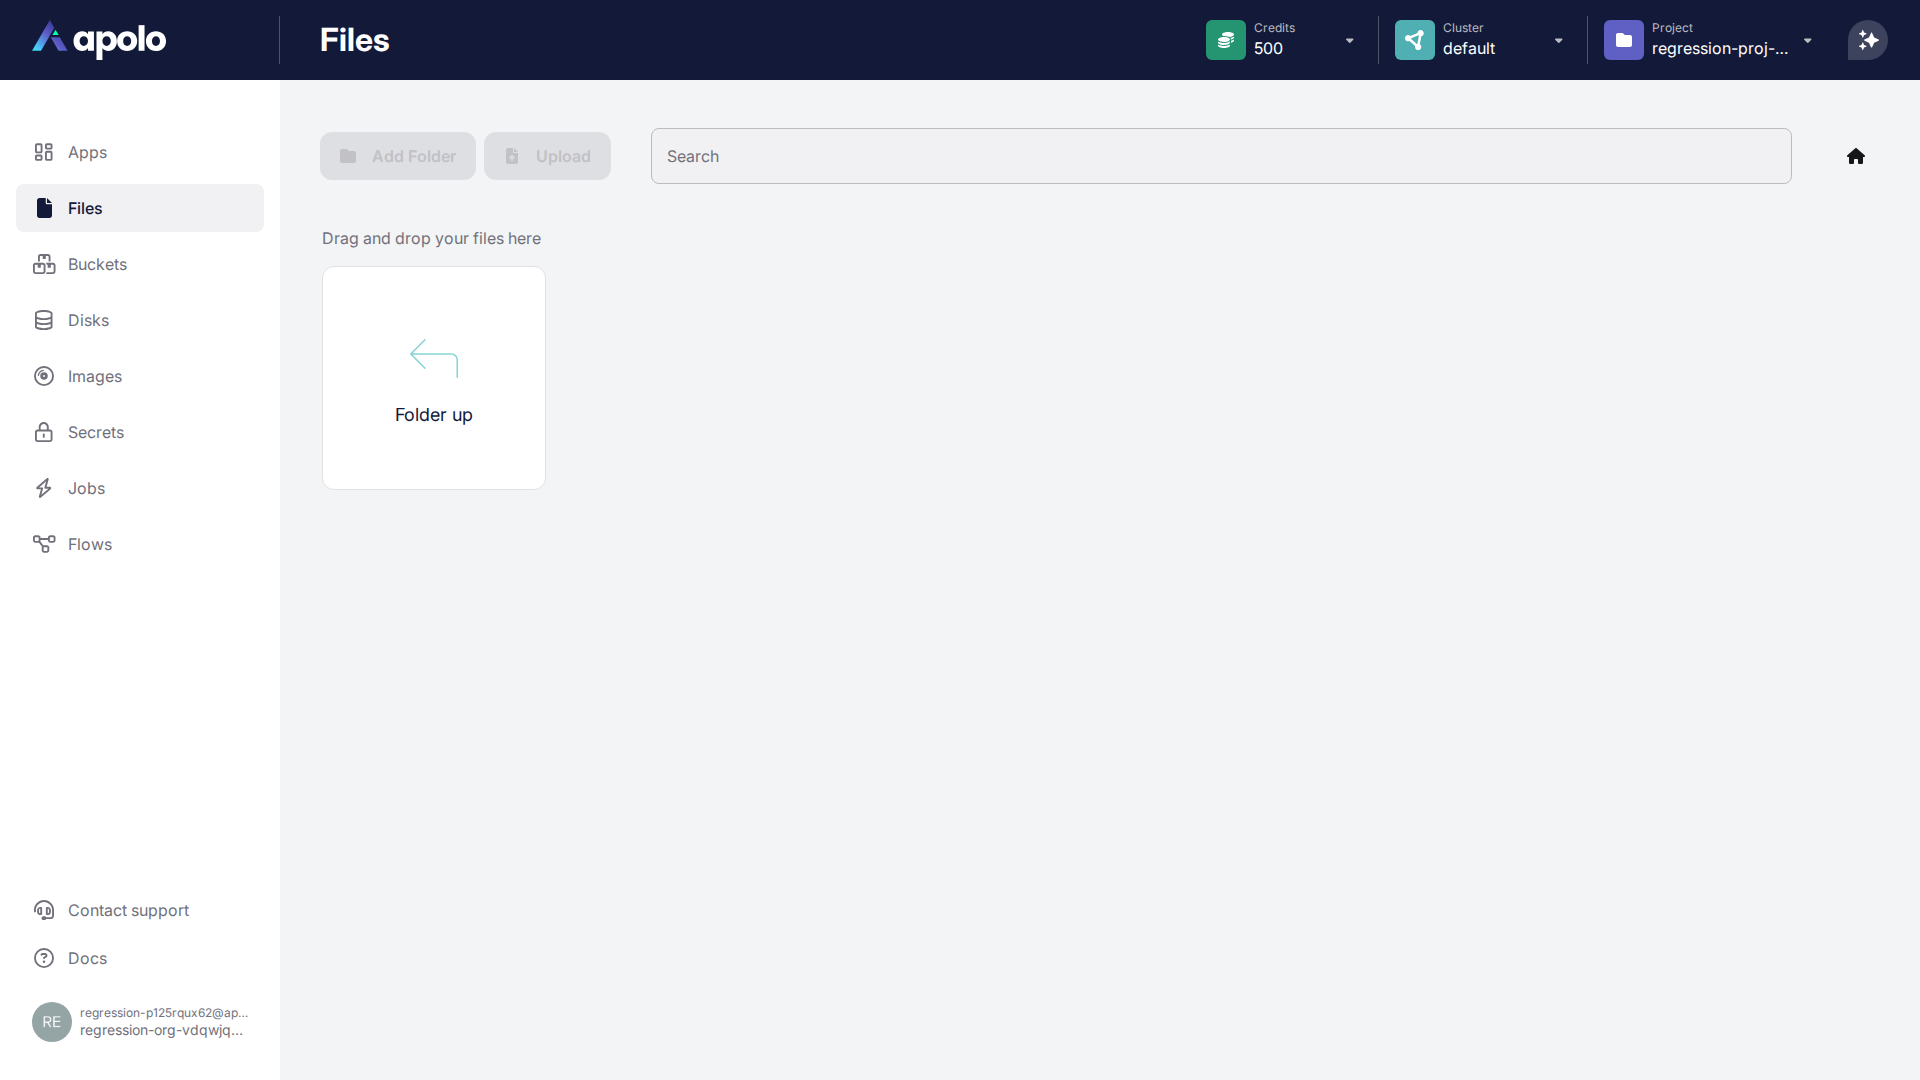 apolo
Files
Credits
500
Cluster
default
Project
regression-proj-...
Apps
Files
Buckets
Disks
Images
Secrets
Jobs
Flows
Add Folder
Upload
Search
Drag and drop your files here
Folder up
Contact support
Docs
RE
regression-p125rqux62@ap...
regression-org-vdqwjq...